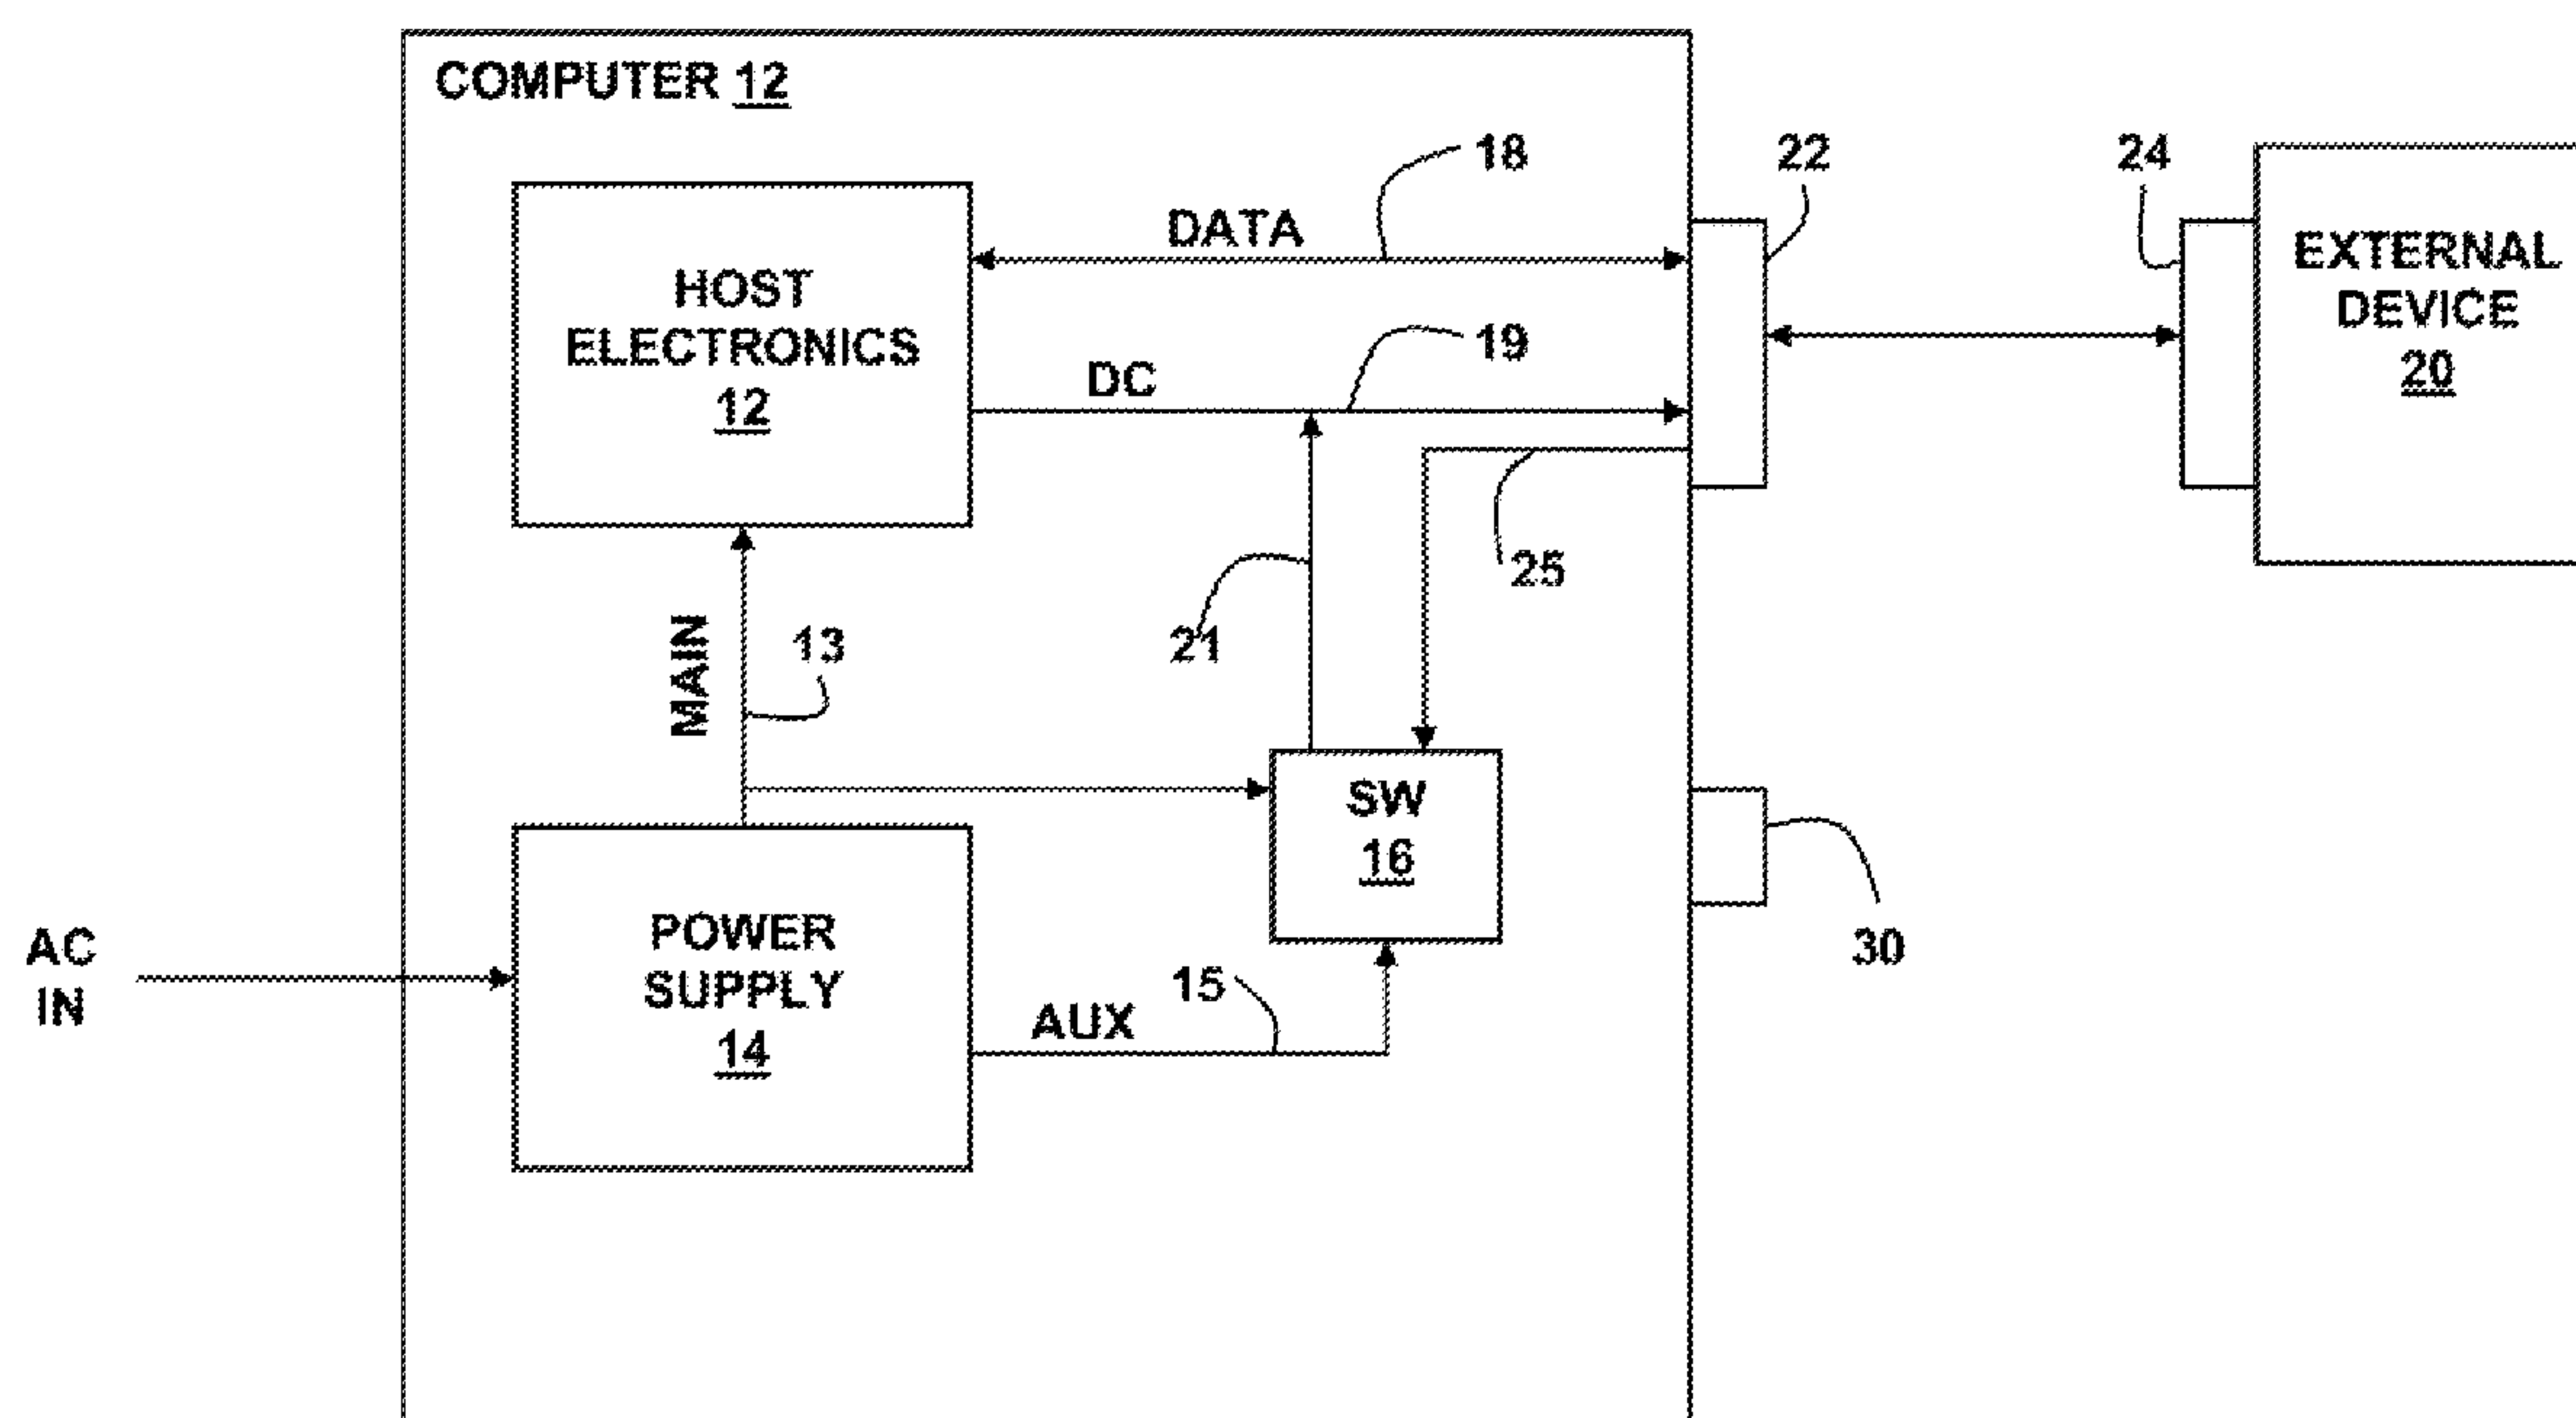 COMPUTER 12
18
22
24
DATA
HOST
ELECTRONICS
12
EXTERNAL
DEVICE
20
19
DC
25
21
13
MAIN
SW
16
POWER
SUPPLY
14
AC
IN
15
AUX
30